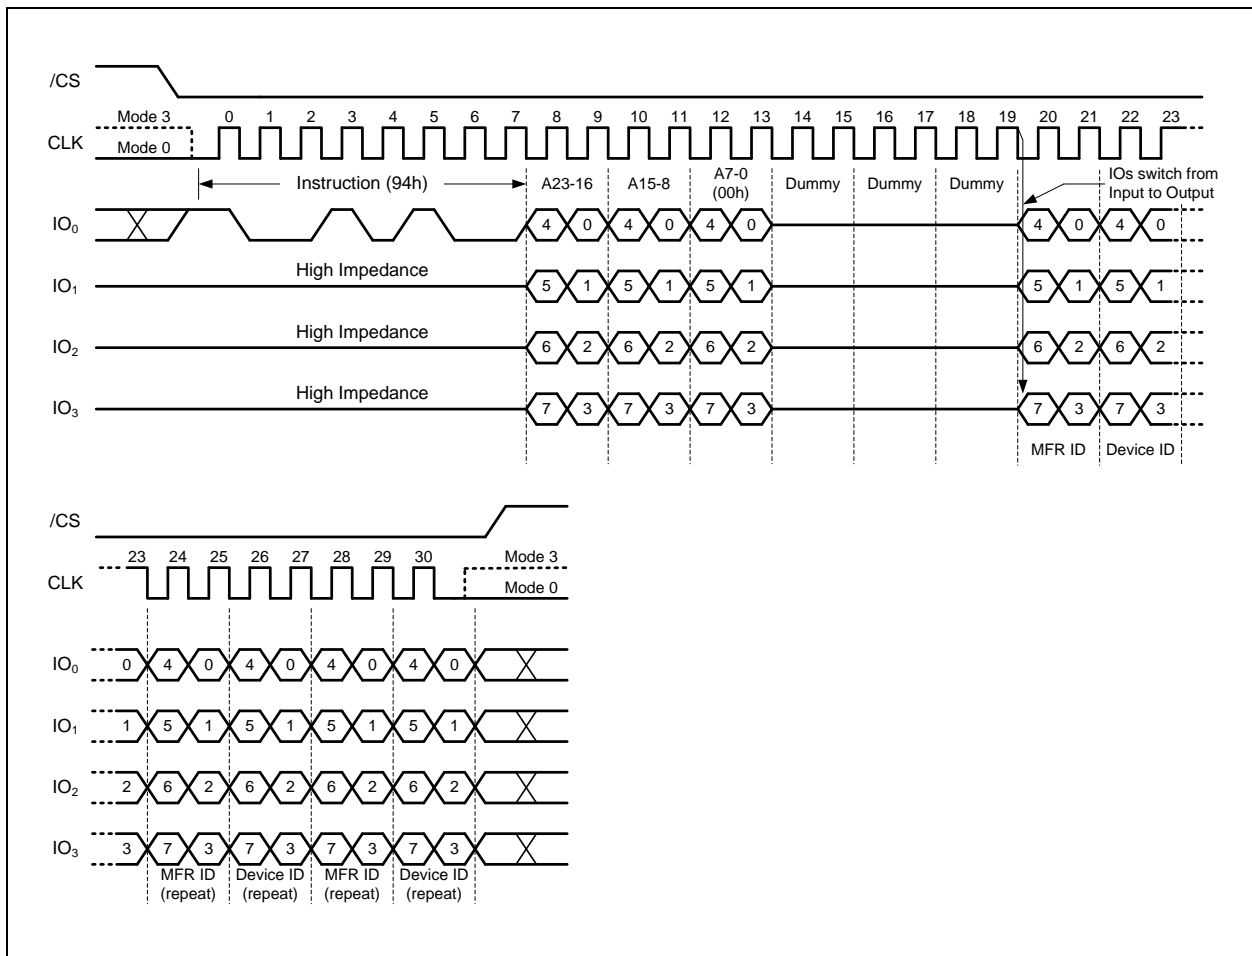 /CS
Mode 3 0 1 2 3 4 5 6 7 8 9 10 11 12 13 14 15 16 17 18 19 20 21 22 23
CLK
Mode 0
Instruction (94h) A23-16 A15-8 A7-0 (00h) Dummy Dummy Dummy
IOs switch from
Input to Output
IO0 4 0 4 0 4 0 4 0 4 0
High Impedance
IO1 5 1 5 1 5 1 5 1 5 1
High Impedance
IO2 6 2 6 2 6 2 6 2 6 2
High Impedance
IO3 7 3 7 3 7 3 7 3 7 3
MFR ID Device ID
/CS
23 24 25 26 27 28 29 30 Mode 3
CLK
Mode 0
IO0 0 4 0 4 0 4 0 4 0
IO1 1 5 1 5 1 5 1 5 1
IO2 2 6 2 6 2 6 2 6 2
IO3 3 7 3 7 3 7 3 7 3
MFR ID Device ID MFR ID Device ID
(repeat) (repeat) (repeat) (repeat)